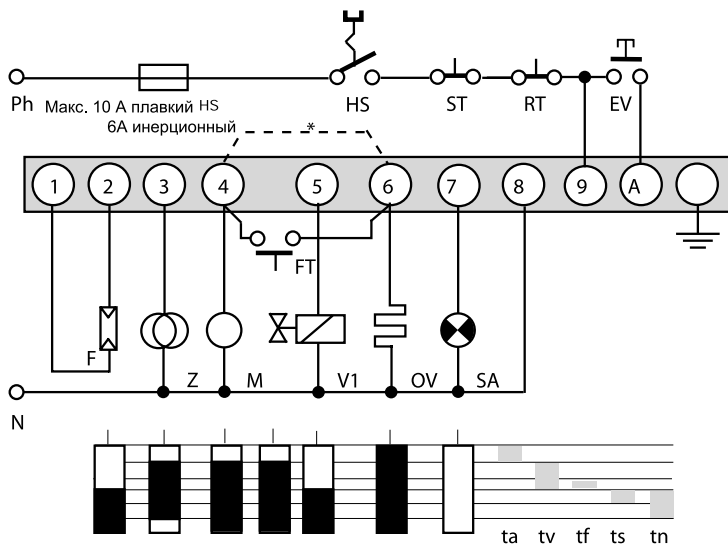 Ph
Макс. 10 А плавкий HS
6А инерционный
*
HS
ST
RT
EV
1 2 3 4 5 6 7 8 9 A
FT
F
Z
M
V1
OV
SA
N
ta tv tf ts tn